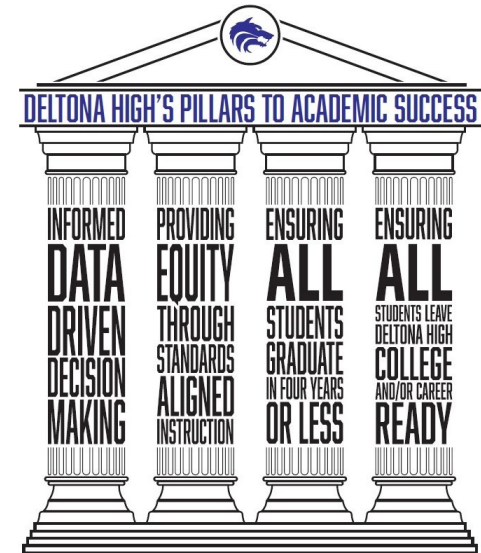 DELTONA HIGH'S PILLARS TO ACADEMIC SUCCESS
INFORMED
DATA
DRIVEN
DECISION
MAKING
PROVIDING
EQUITY
THROUGH
STANDARDS
ALIGNED
INSTRUCTION
ENSURING
ALL
STUDENTS
GRADUATE
IN FOUR YEARS
OR LESS
ENSURING
ALL
STUDENTS LEAVE
DELTONA HIGH
COLLEGE
AND/OR CAREER
READY